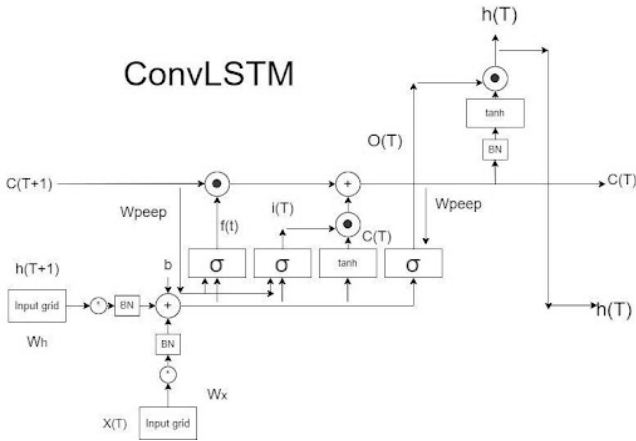 h(T)
ConvLSTM
tanh
O(T)
BN
C(T+1)
C(T)
Wpeep
i(T)
Wpeep
f(t)
C(T)
h(T+1)
b
σ
σ
tanh
σ
Input grid
*
BN
+
+
h(T)
Wh
BN
*
Wx
X(T)
Input grid